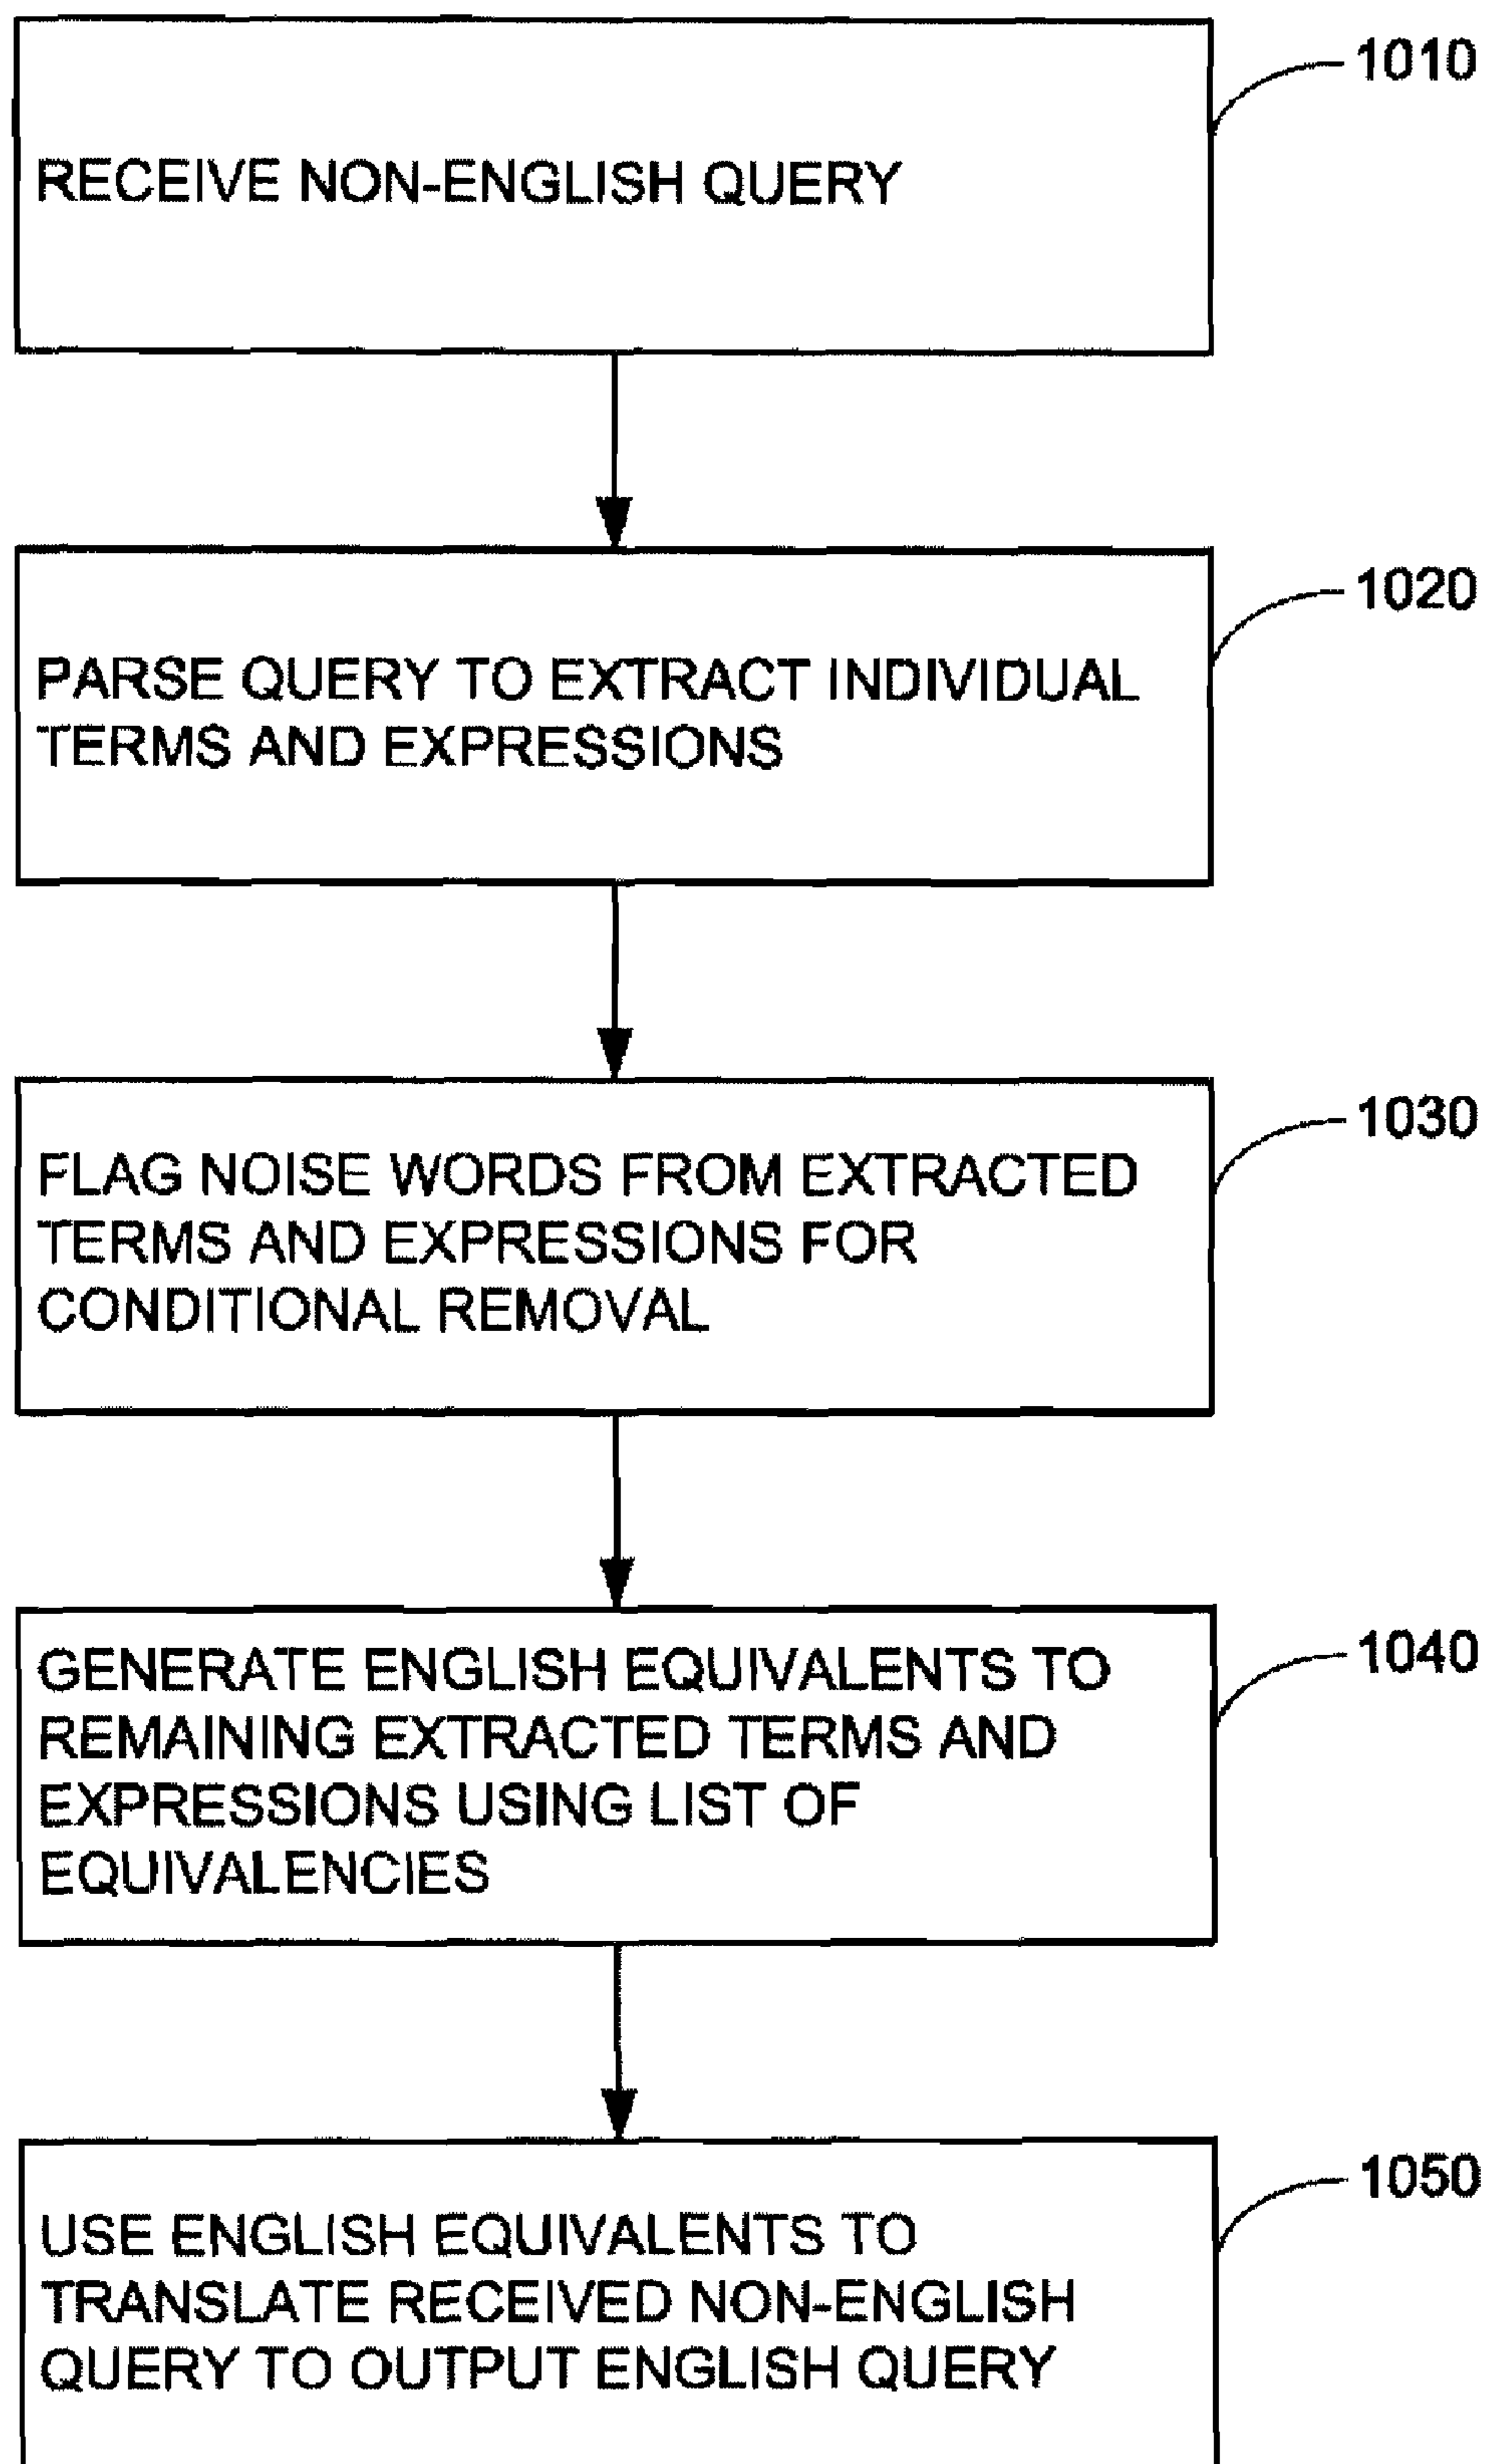 1010
RECEIVE NON-ENGLISH QUERY
1020
PARSE QUERY TO EXTRACT INDIVIDUAL
TERMS AND EXPRESSIONS
1030
FLAG NOISE WORDS FROM EXTRACTED
TERMS AND EXPRESSIONS FOR
CONDITIONAL REMOVAL
1040
GENERATE ENGLISH EQUIVALENTS TO
REMAINING EXTRACTED TERMS AND
EXPRESSIONS USING LIST OF
EQUIVALENCIES
1050
USE ENGLISH EQUIVALENTS TO
TRANSLATE RECEIVED NON-ENGLISH
QUERY TO OUTPUT ENGLISH QUERY